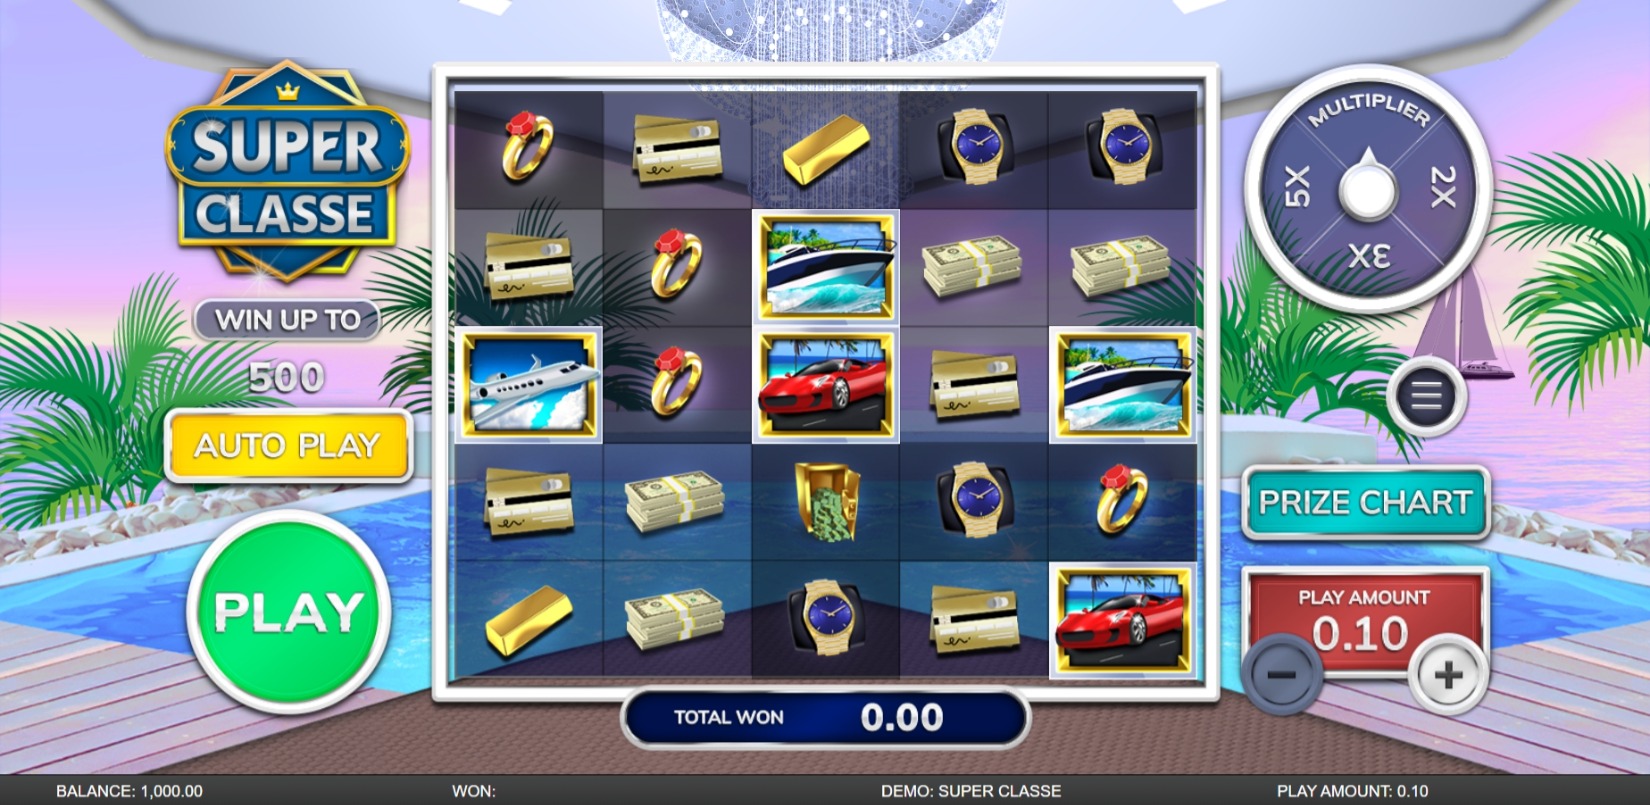 SUPER
CLASSE
WIN UP TO
500
AUTO PLAY
PLAY
TOTAL WON 0.00
MULTIPLIER
5X
2X
3X
PRIZE CHART
PLAY AMOUNT
0.10
BALANCE: 1,000.00
WON:
DEMO: SUPER CLASSE
PLAY AMOUNT: 0.10